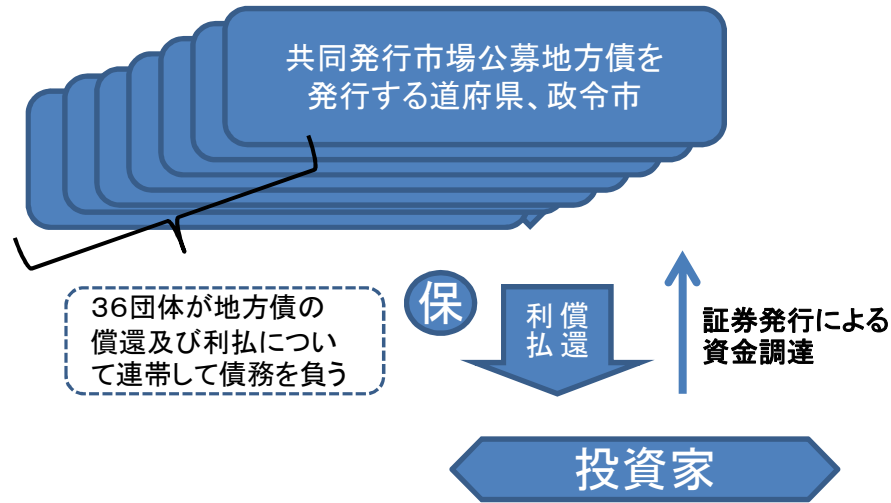 共同発行市場公募地方債を
発行する道府県、政令市
36団体が地方債の
償還及び利払につい
て連帯して債務を負う
保
償還
利払
証券発行による
資金調達
投資家